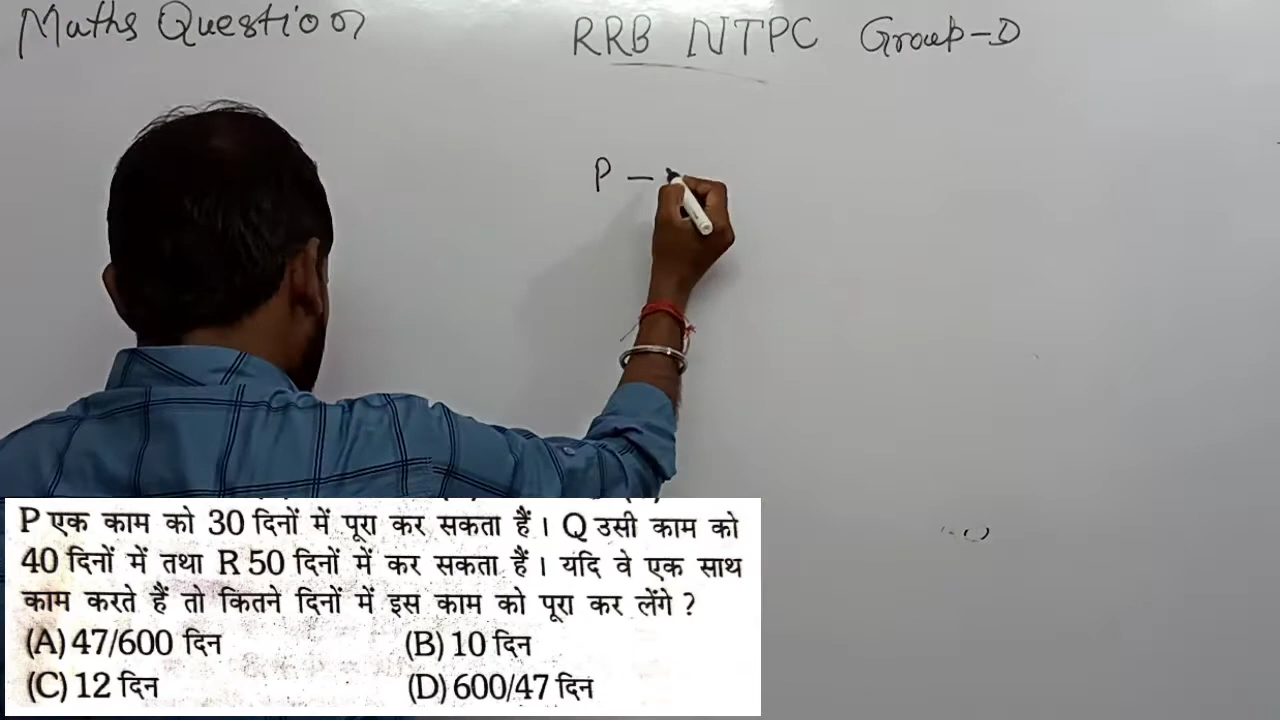 Maths Question
RRB NTPC Group-D
P –
P एक काम को 30 दिनों में पूरा कर सकता हैं। Q उसी काम को
40 दिनों में तथा R 50 दिनों में कर सकता हैं। यदि वे एक साथ
काम करते हैं तो कितने दिनों में इस काम को पूरा कर लेंगे ?
(A) 47/600 दिन
(B) 10 दिन
(C) 12 दिन
(D) 600/47 दिन